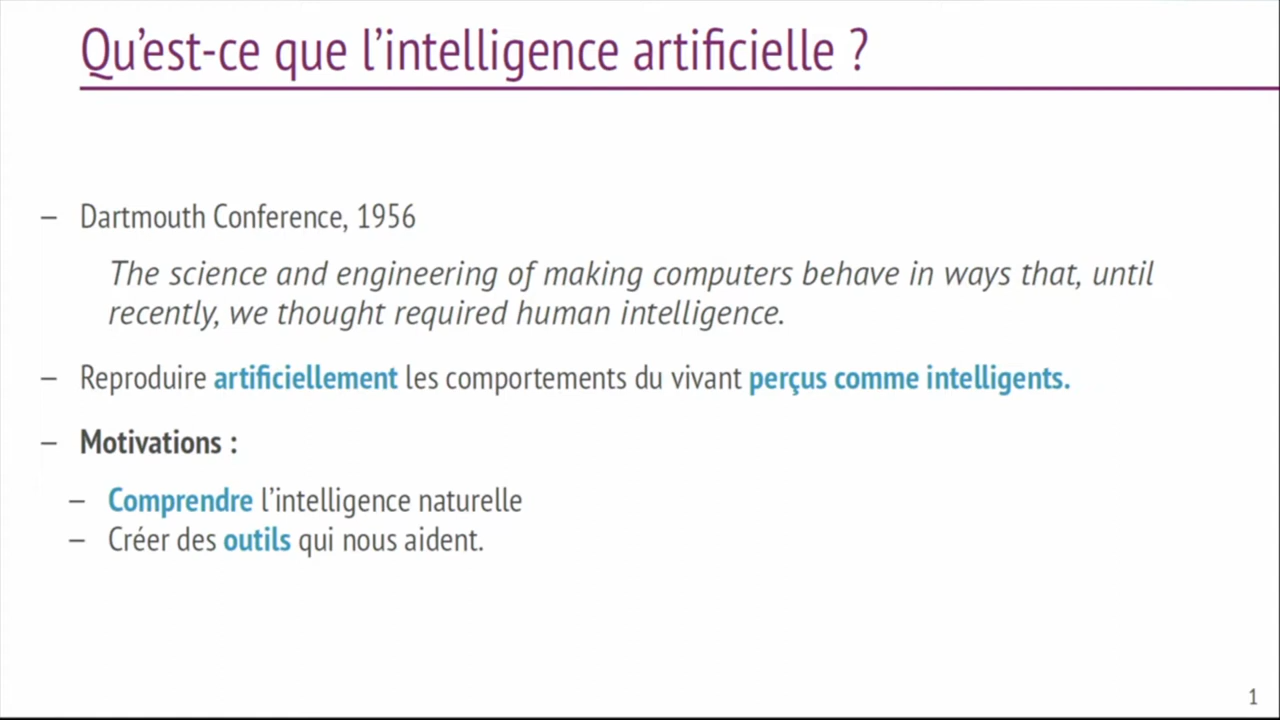 Qu’est-ce que l’intelligence artificielle ?
– Dartmouth Conference, 1956
The science and engineering of making computers behave in ways that, until
recently, we thought required human intelligence.
– Reproduire artificiellement les comportements du vivant perçus comme intelligents.
– Motivations :
– Comprendre l’intelligence naturelle
– Créer des outils qui nous aident.
1